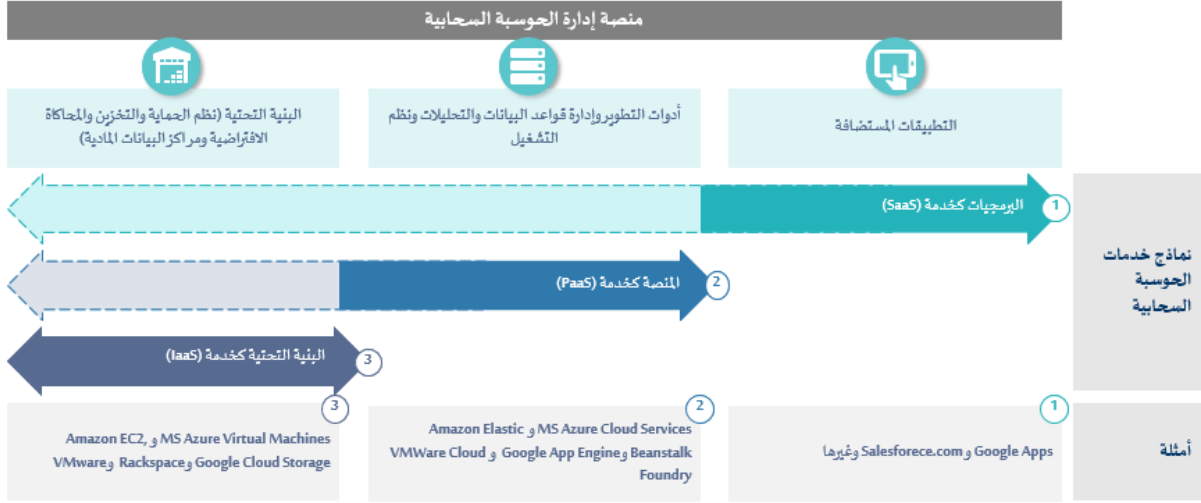 منصة إدارة الحوسبة السحابية
التطبيقات المستضافة
أدوات التطوير وإدارة قواعد البيانات والتحليلات ونظم
التشغيل
البنية التحتية (نظم الحماية والتخزين والمحاكاة
الافتراضية ومراكز البيانات المادية)
نماذج خدمات
الحوسبة
السحابية
1
البرمجيات كخدمة (SaaS)
2
المنصة كخدمة (PaaS)
3
البنية التحتية كخدمة (IaaS)
أمثلة
1
Google Apps و Salesforece.com وغيرها
2
MS Azure Cloud Services و Amazon Elastic
Beanstalk و Google App Engine و VMWare Cloud
Foundry
3
MS Azure Virtual Machines و Amazon EC2,
Google Cloud Storage و Rackspace و VMware